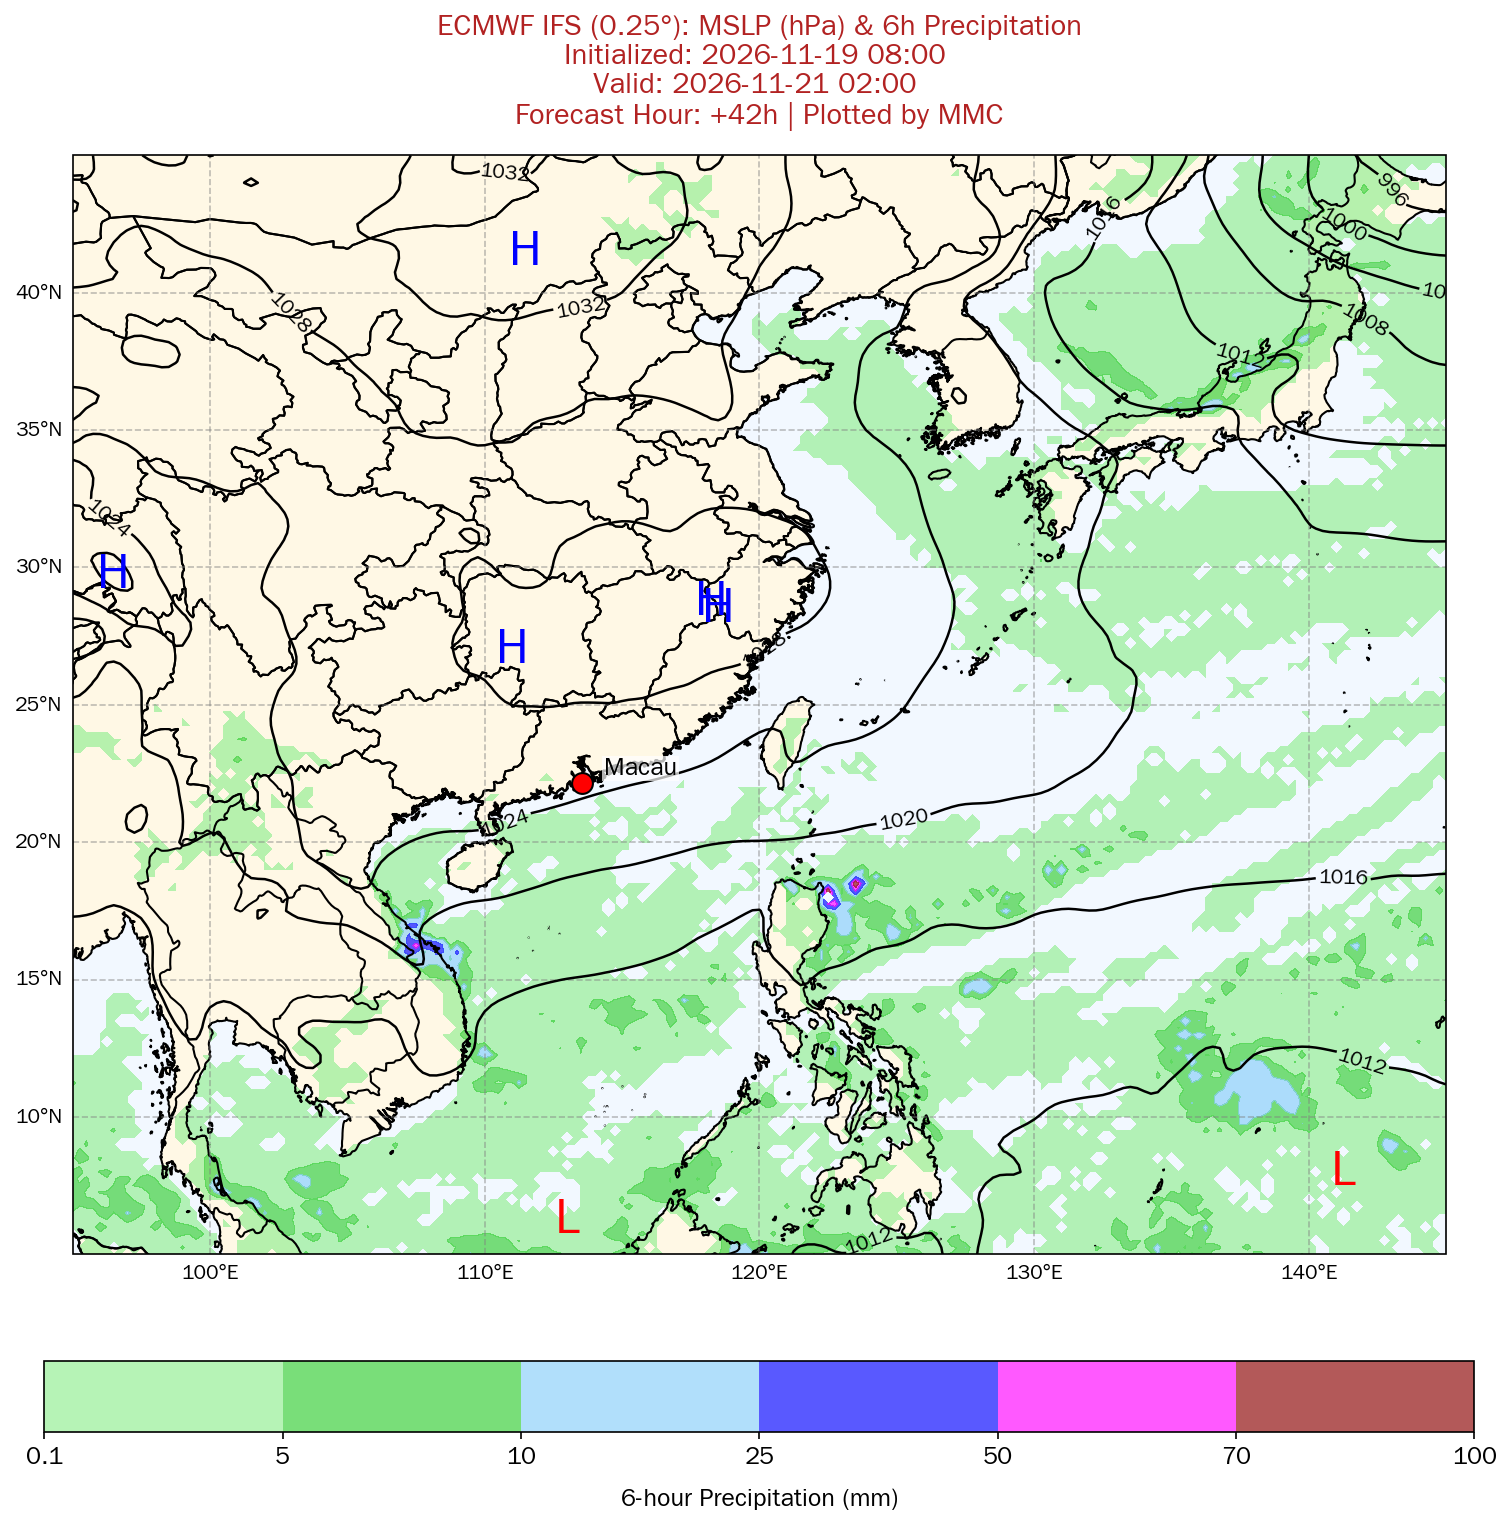 ECMWF IFS (0.25°): MSLP (hPa) & 6h Precipitation
Initialized: 2026-11-19 08:00
Valid: 2026-11-21 02:00
Forecast Hour: +42h | Plotted by MMC
1032
996
1016
1000
H
40°N
1028
1032
10
1008
1012
35°N
1024
30°N
H
H
H
H
1028
25°N
Macau
20°N
1024
1020
1016
15°N
1012
10°N
L
L
1012
100°E
110°E
120°E
130°E
140°E
0.1
5
10
25
50
70
100
6-hour Precipitation (mm)